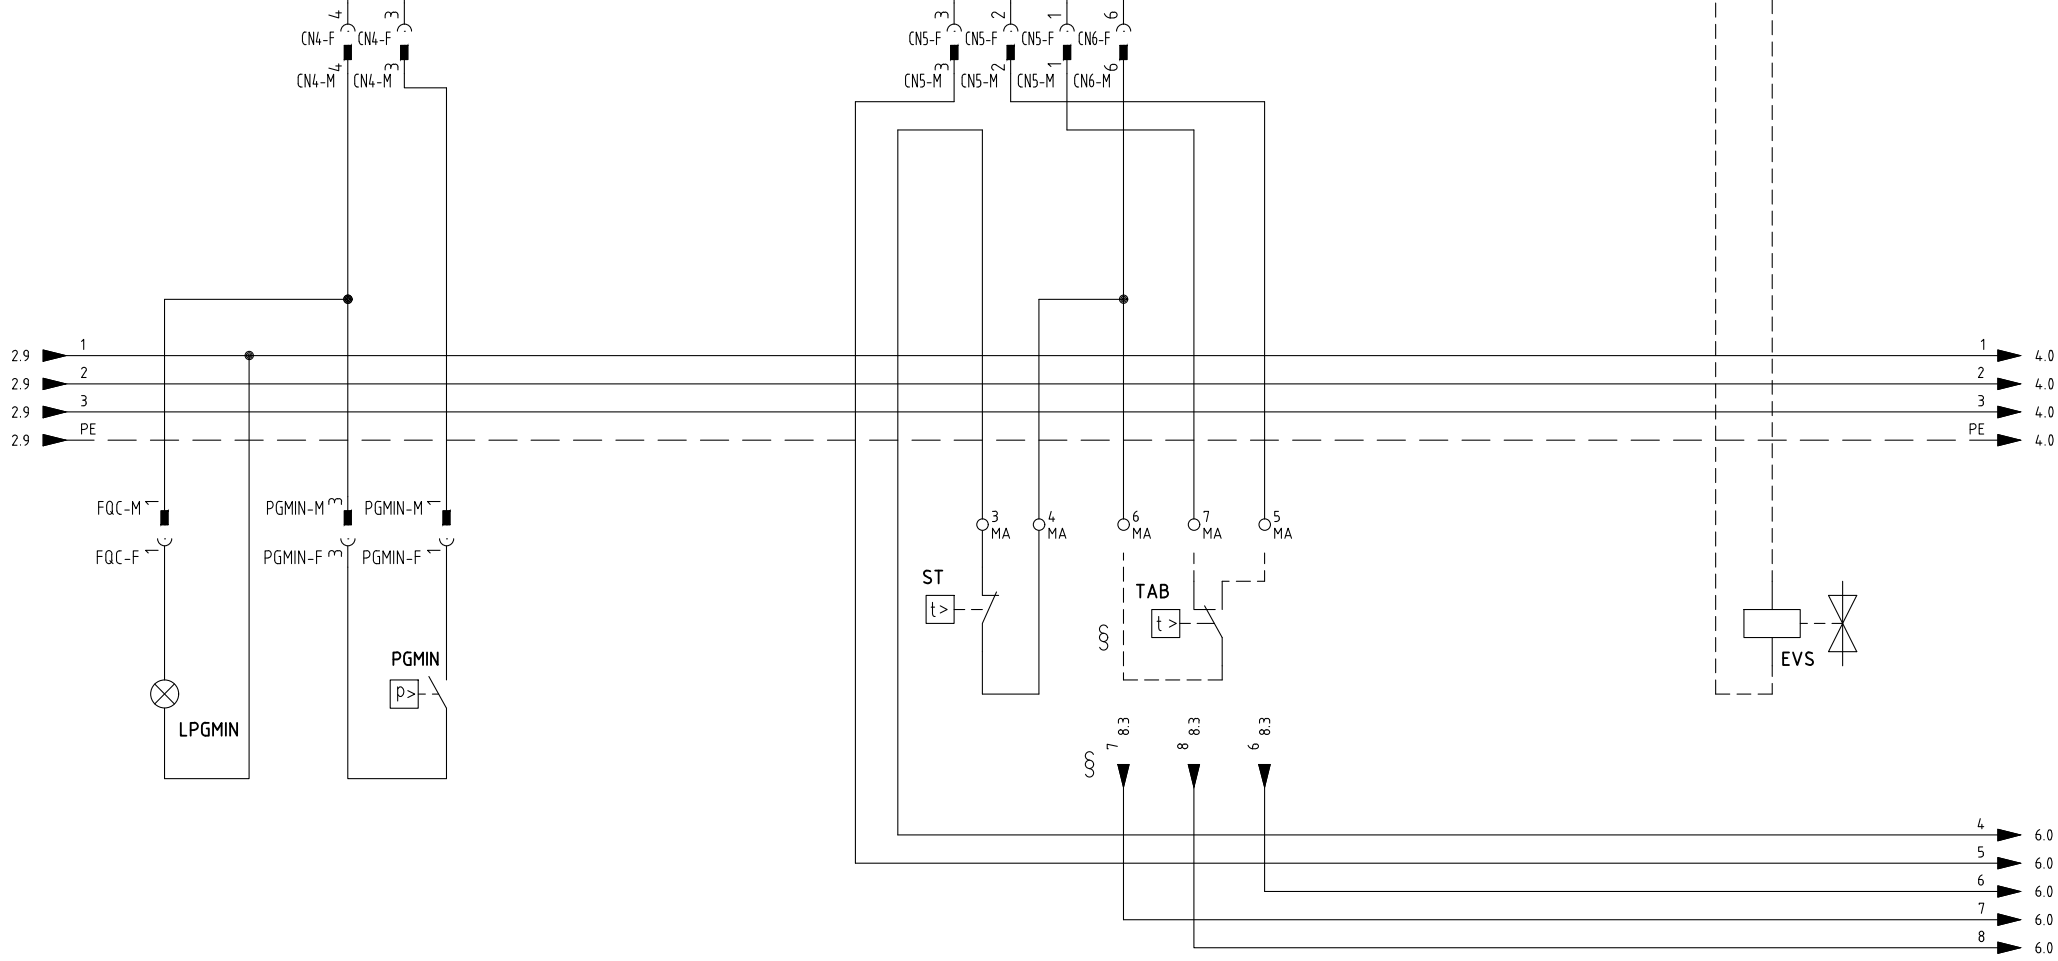 4 3 3 2 1 6
CN4-F CN4-F CN5-F CN5-F CN5-F CN6-F
4 3 3 2 1 6
CN4-M CN4-M CN5-M CN5-M CN5-M CN6-M
2.9 1 1 4.0
2.9 2 2 4.0
2.9 3 3 4.0
2.9 PE PE 4.0
FQC-M 1 PGMIN-M 3 PGMIN-M 1
3 4 6 7 5
MA MA MA MA MA
FQC-F 1 PGMIN-F 3 PGMIN-F 1
ST
TAB
t>
t >
§
PGMIN
EVS
p>
LPGMIN
8.3 8.3 8.3
7 8 6
§
4 6.0
5 6.0
6 6.0
7 6.0
8 6.0